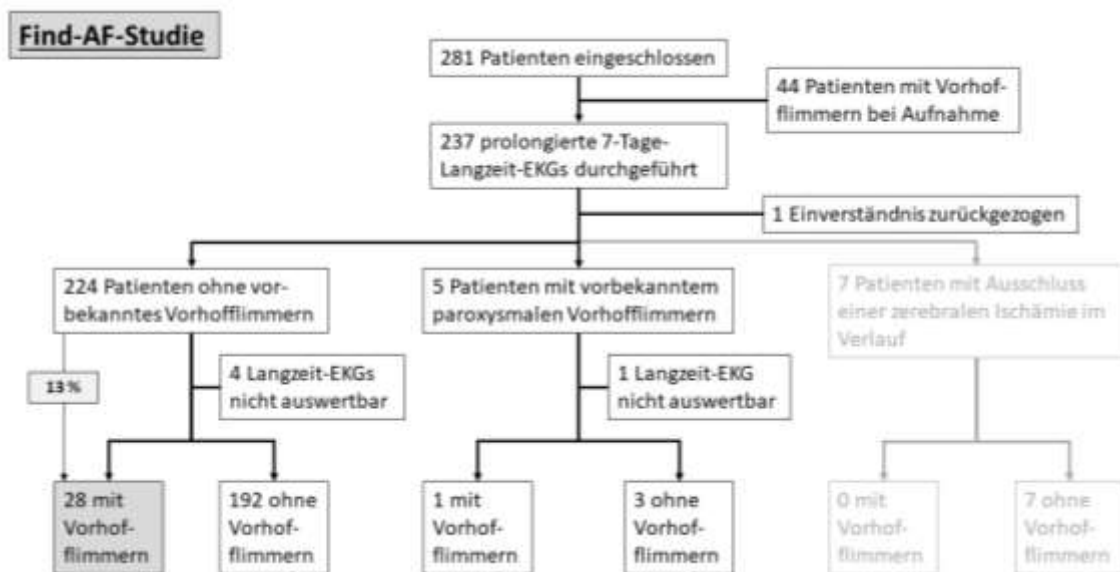 Find-AF-Studie
281 Patienten eingeschlossen
44 Patienten mit Vorhof-
flimmern bei Aufnahme
237 prolongierte 7-Tage-
Langzeit-EKGs durchgeführt
1 Einverständnis zurückgezogen
224 Patienten ohne vor-
bekanntes Vorhofflimmern
5 Patienten mit vorbekanntem
paroxysmalen Vorhofflimmern
7 Patienten mit Ausschluss
einer zerebralen Ischämie im
Verlauf
13 %
4 Langzeit-EKGs
nicht auswertbar
1 Langzeit-EKG
nicht auswertbar
28 mit
Vorhof-
flimmern
192 ohne
Vorhof-
flimmern
1 mit
Vorhof-
flimmern
3 ohne
Vorhof-
flimmern
0 mit
Vorhof-
flimmern
7 ohne
Vorhof-
flimmern